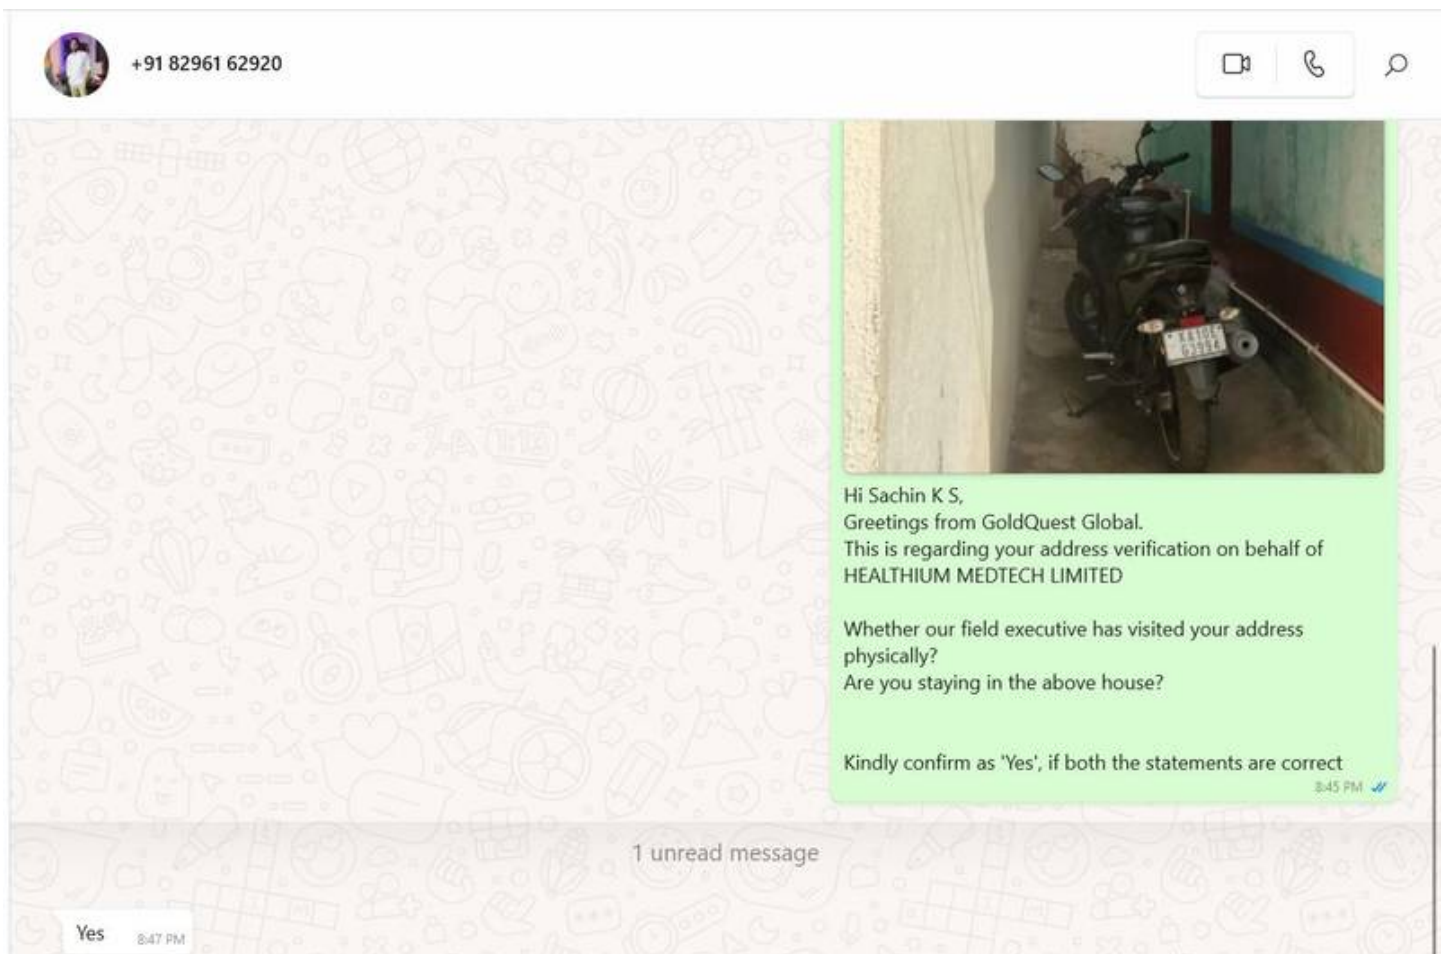 +91 82961 62920
Hi Sachin K S,
Greetings from GoldQuest Global.
This is regarding your address verification on behalf of
HEALTHIUM MEDTECH LIMITED
Whether our field executive has visited your address
physically?
Are you staying in the above house?
Kindly confirm as 'Yes', if both the statements are correct
8:45 PM
1 unread message
Yes
8:47 PM